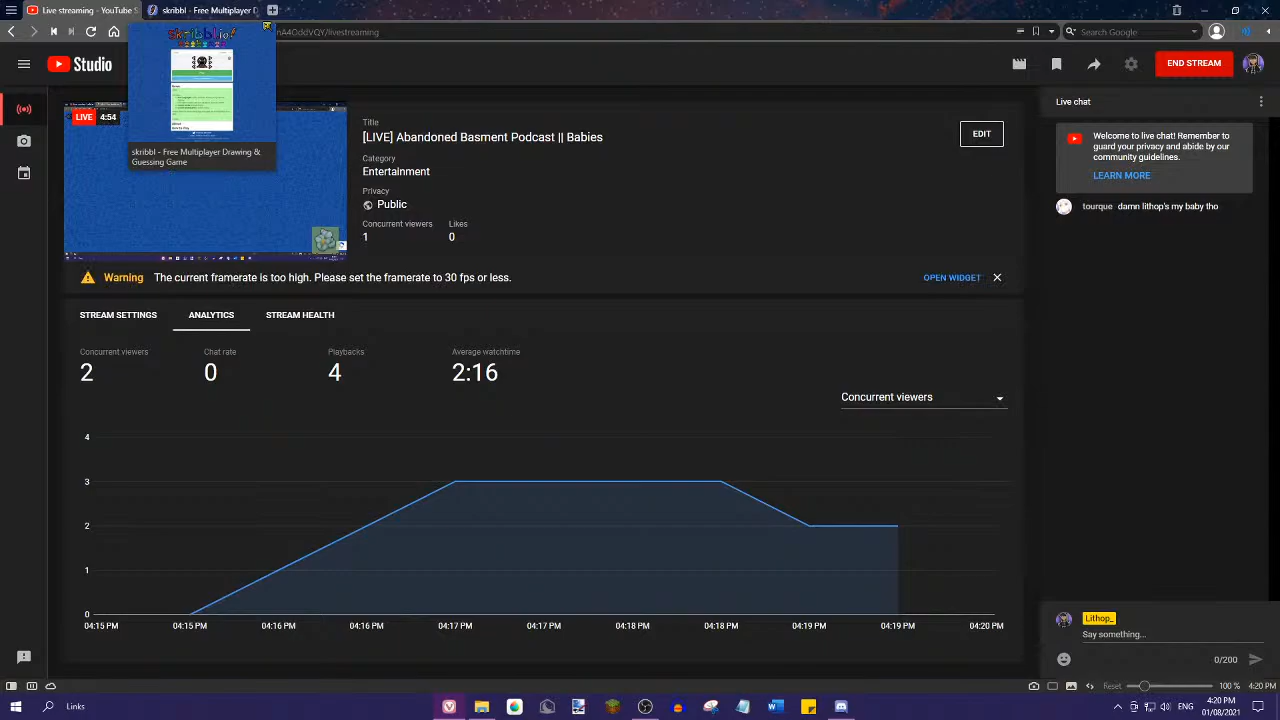 Live streaming - YouTube S
skribbl - Free Multiplayer D
nA4OddVQY/livestreaming
Search Google
Studio
END STREAM
skribbl - Free Multiplayer Drawing &
Guessing Game
LIVE 4:54
Title
[LIVE] Abandoned Basement Podcast || Babies
EDIT
Category
Entertainment
Privacy
Public
Concurrent viewers Likes
1 0
Top chat
Welcome to live chat! Remember to
guard your privacy and abide by our
community guidelines.
LEARN MORE
tourque damn lithop's my baby tho
Warning The current framerate is too high. Please set the framerate to 30 fps or less.
OPEN WIDGET
STREAM SETTINGS ANALYTICS STREAM HEALTH
Concurrent viewers Chat rate Playbacks Average watchtime
2 0 4 2:16
Concurrent viewers
4
3
2
1
0
04:15 PM 04:15 PM 04:16 PM 04:16 PM 04:17 PM 04:17 PM 04:18 PM 04:18 PM 04:19 PM 04:19 PM 04:20 PM
Lithop_
Say something...
0/200
Reset 100 % 4:20 PM
Links
4:20 PM
01/08/2021